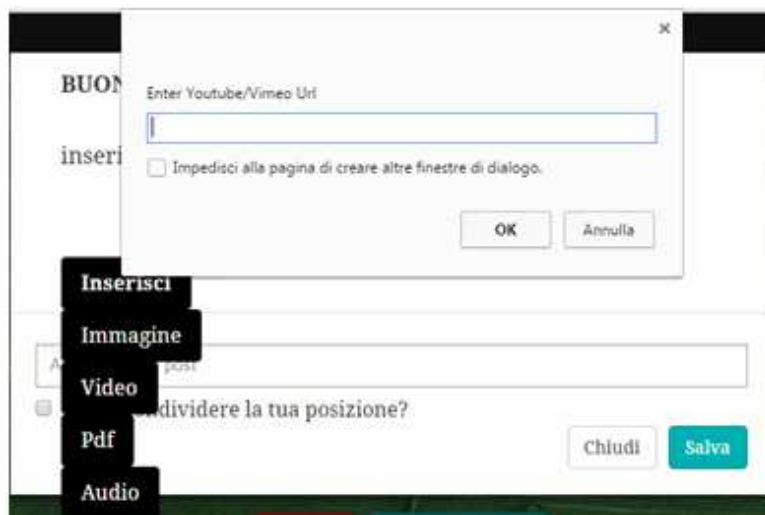 ×
BUON
Enter Youtube/Vimeo Url
inseri
Impedisci alla pagina di creare altre finestre di dialogo.
OK Annulla
Inserisci
Immagine
A post
Video
ndividere la tua posizione?
Pdf
Chiudi Salva
Audio